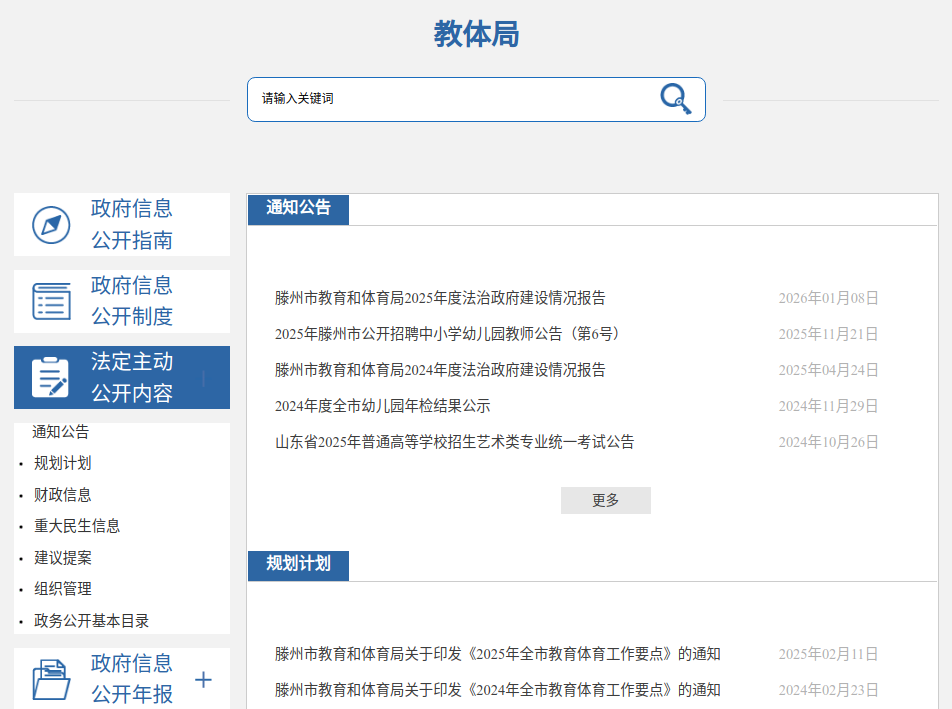 教体局
请输入关键词
政府信息
公开指南
政府信息
公开制度
法定主动
公开内容
通知公告
规划计划
财政信息
重大民生信息
建议提案
组织管理
政务公开基本目录
政府信息
公开年报
通知公告
滕州市教育和体育局2025年度法治政府建设情况报告 2026年01月08日
2025年滕州市公开招聘中小学幼儿园教师公告（第6号） 2025年11月21日
滕州市教育和体育局2024年度法治政府建设情况报告 2025年04月24日
2024年度全市幼儿园年检结果公示 2024年11月29日
山东省2025年普通高等学校招生艺术类专业统一考试公告 2024年10月26日
更多
规划计划
滕州市教育和体育局关于印发《2025年全市教育体育工作要点》的通知 2025年02月11日
滕州市教育和体育局关于印发《2024年全市教育体育工作要点》的通知 2024年02月23日